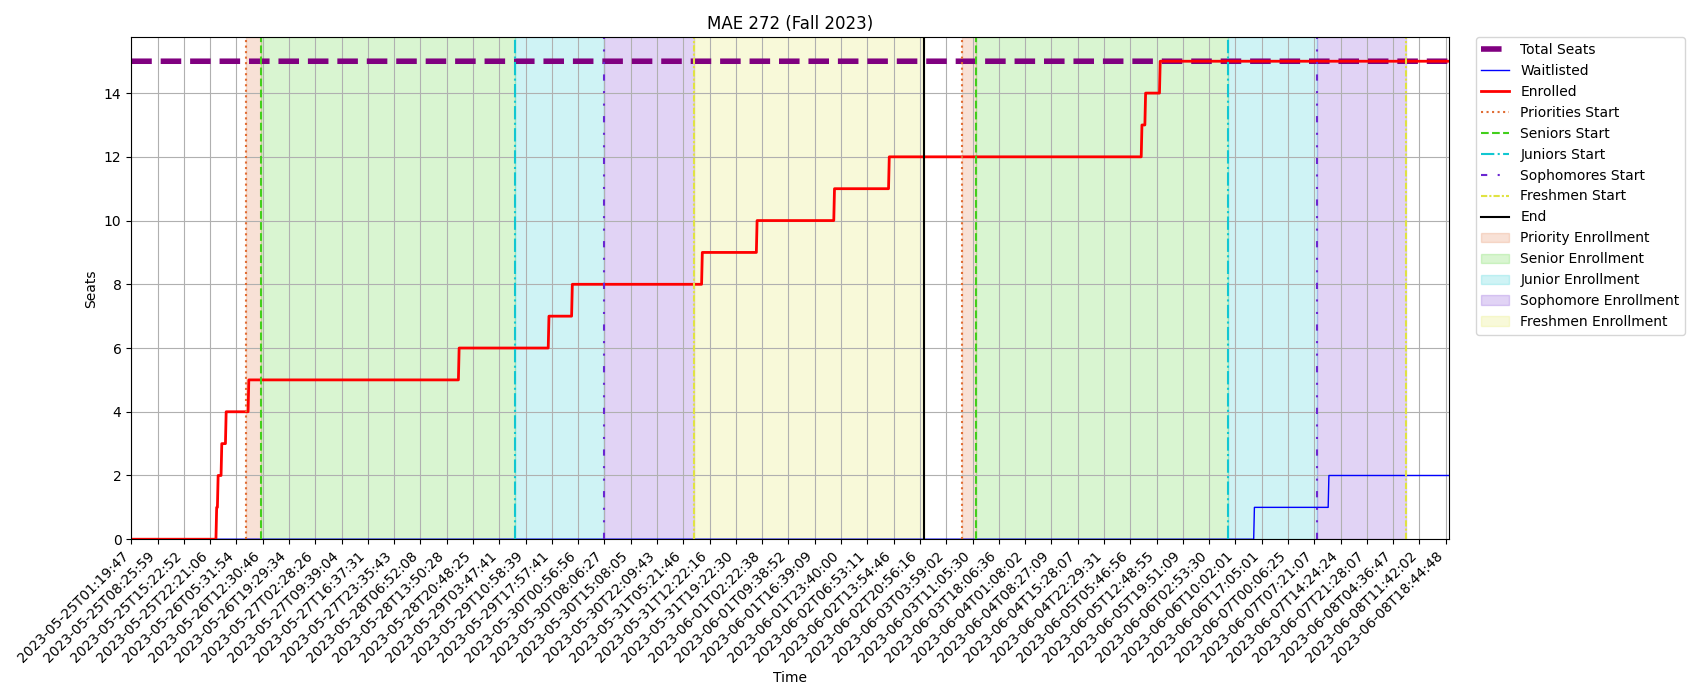 MAE 272 (Fall 2023)
Seats
14
12
10
8
6
4
2
0
2023-05-25T01:19:47
2023-05-25T08:25:59
2023-05-25T15:22:52
2023-05-25T22:21:06
2023-05-26T05:31:54
2023-05-26T12:30:46
2023-05-26T19:29:34
2023-05-27T02:28:26
2023-05-27T09:39:04
2023-05-27T16:37:31
2023-05-27T23:35:43
2023-05-28T06:52:08
2023-05-28T13:50:28
2023-05-28T20:48:25
2023-05-29T03:47:41
2023-05-29T10:58:39
2023-05-29T17:57:41
2023-05-30T00:56:56
2023-05-30T08:06:27
2023-05-30T15:08:05
2023-05-30T22:09:43
2023-05-31T05:21:46
2023-05-31T12:22:16
2023-05-31T19:22:30
2023-06-01T02:22:38
2023-06-01T09:38:52
2023-06-01T16:39:09
2023-06-01T23:40:00
2023-06-02T06:53:11
2023-06-02T13:54:46
2023-06-02T20:56:16
2023-06-03T03:59:02
2023-06-03T11:05:30
2023-06-03T18:06:36
2023-06-04T01:08:02
2023-06-04T08:27:09
2023-06-04T15:28:07
2023-06-04T22:29:31
2023-06-05T05:46:56
2023-06-05T12:48:55
2023-06-05T19:51:09
2023-06-06T02:53:30
2023-06-06T10:02:01
2023-06-06T17:05:01
2023-06-07T00:06:25
2023-06-07T07:21:07
2023-06-07T14:24:24
2023-06-07T21:28:07
2023-06-08T04:36:47
2023-06-08T11:42:02
2023-06-08T18:44:48
Time
Total Seats
Waitlisted
Enrolled
Priorities Start
Seniors Start
Juniors Start
Sophomores Start
Freshmen Start
End
Priority Enrollment
Senior Enrollment
Junior Enrollment
Sophomore Enrollment
Freshmen Enrollment